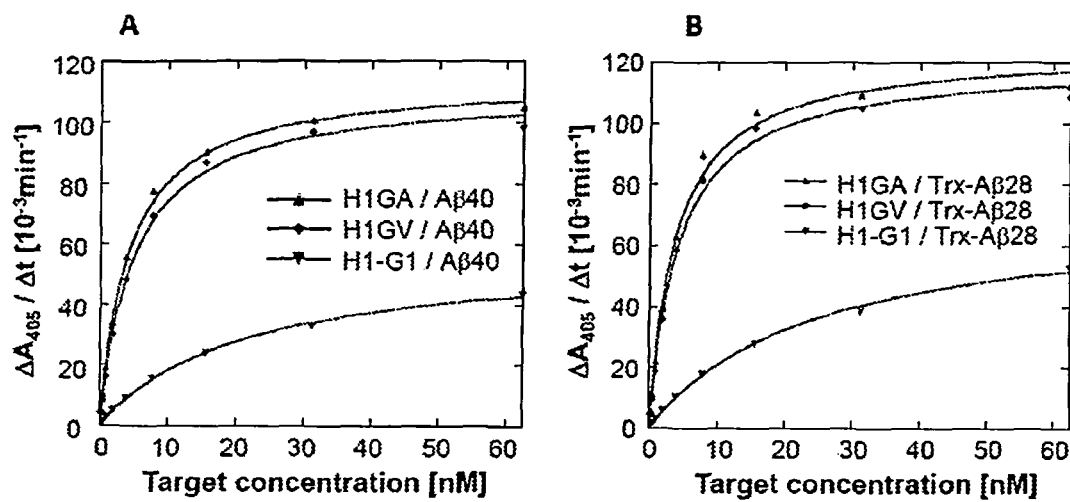 A
ΔA₄₀₅ / Δt [10⁻³min⁻¹]
120
100
80
60
40
20
0
H1GA / Aβ40
H1GV / Aβ40
H1-G1 / Aβ40
0 10 20 30 40 50 60
Target concentration [nM]
B
ΔA₄₀₅ / Δt [10⁻³min⁻¹]
120
100
80
60
40
20
0
H1GA / Trx-Aβ28
H1GV / Trx-Aβ28
H1-G1 / Trx-Aβ28
0 10 20 30 40 50 60
Target concentration [nM]